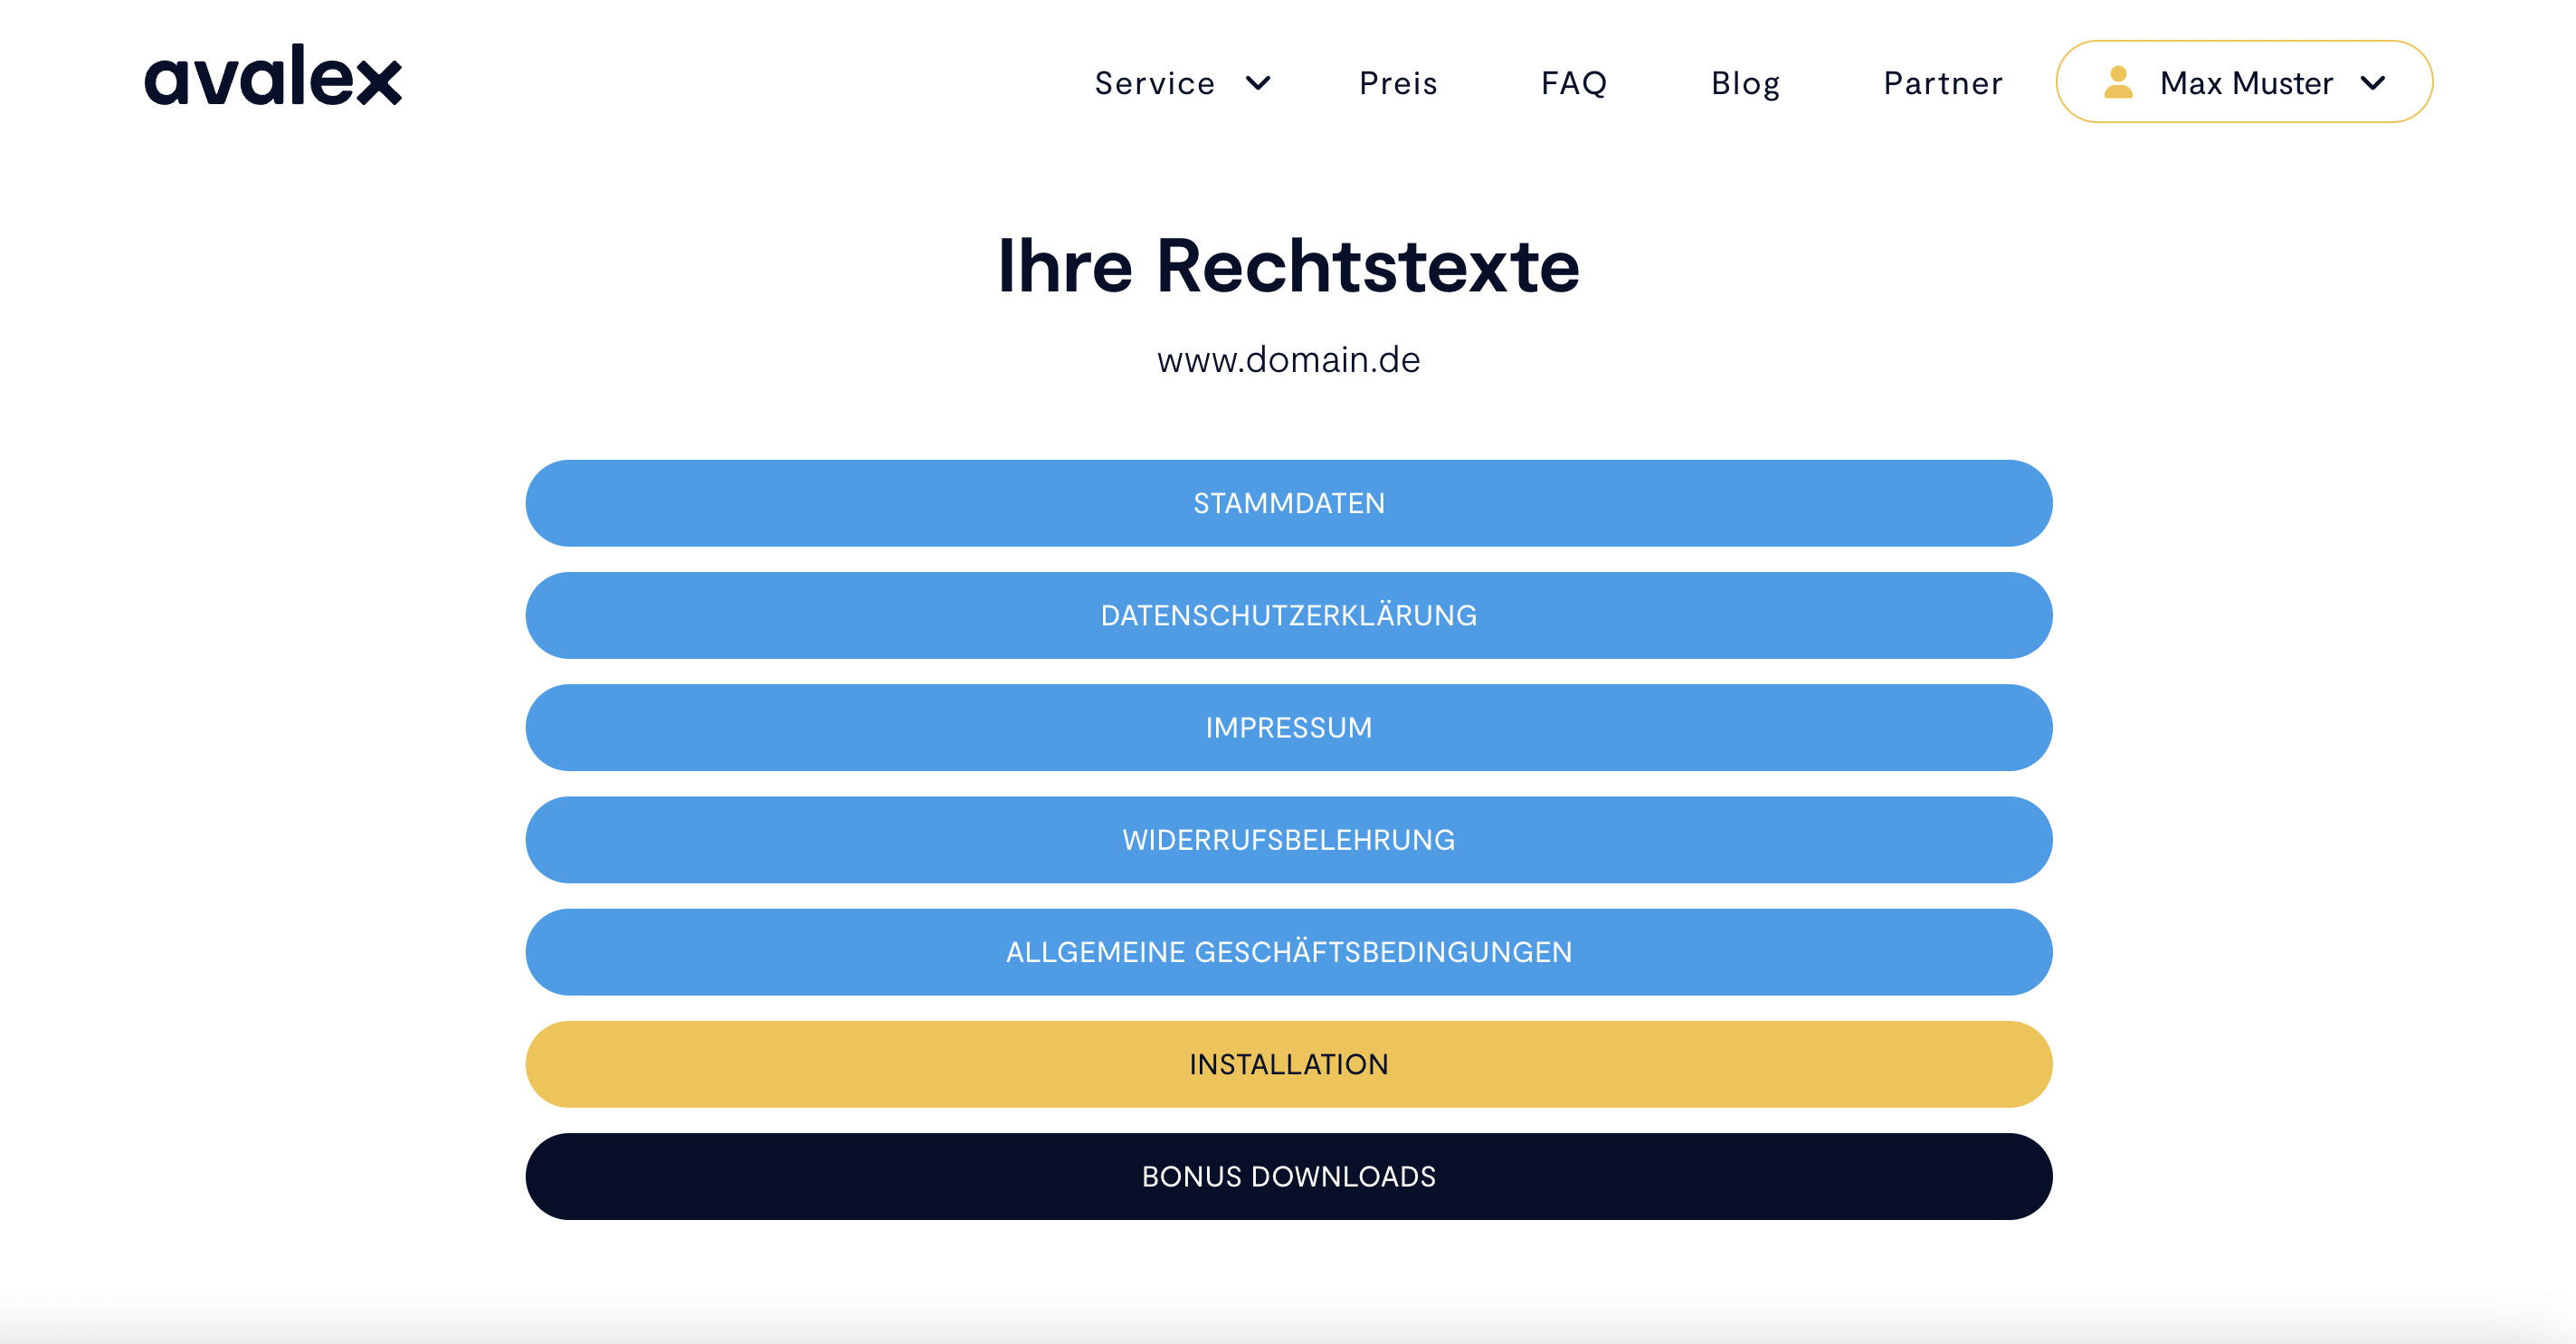 avalex
Service Preis FAQ Blog Partner Max Muster
Ihre Rechtstexte
www.domain.de
STAMMDATEN
DATENSCHUTZERKLÄRUNG
IMPRESSUM
WIDERRUFSBELEHRUNG
ALLGEMEINE GESCHÄFTSBEDINGUNGEN
INSTALLATION
BONUS DOWNLOADS